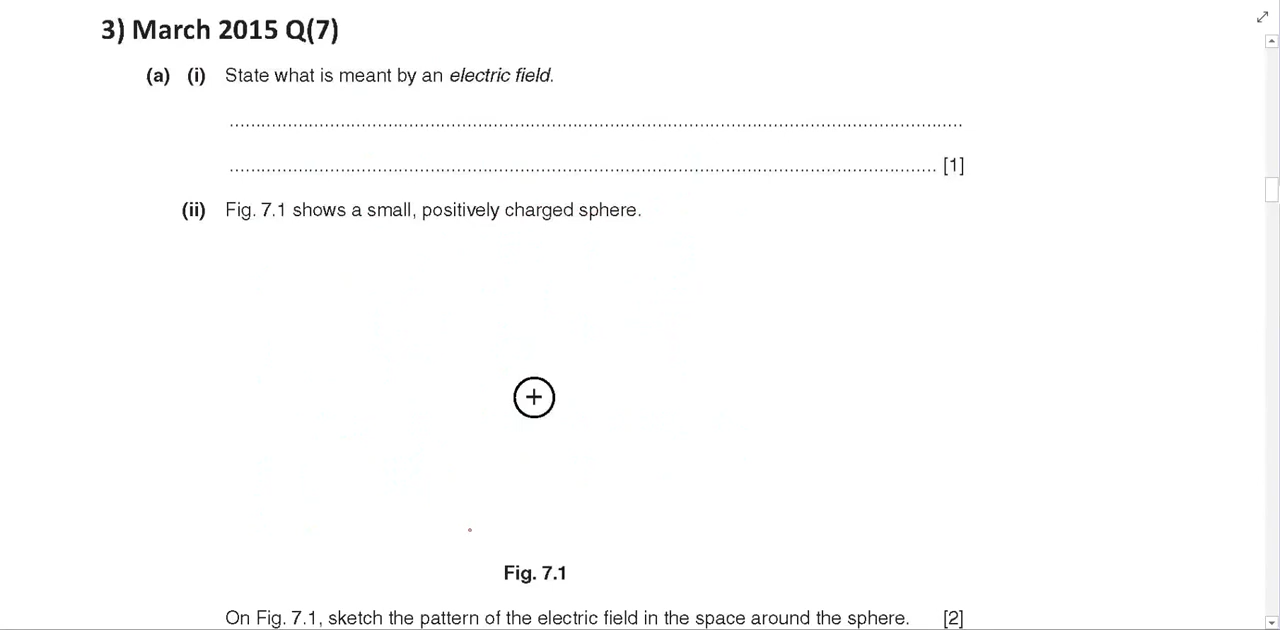 3) March 2015 Q(7)
(a) (i) State what is meant by an electric field.
........................................................................................................................................
.................................................................................................................................... [1]
(ii) Fig. 7.1 shows a small, positively charged sphere.
+
Fig. 7.1
On Fig. 7.1, sketch the pattern of the electric field in the space around the sphere. [2]